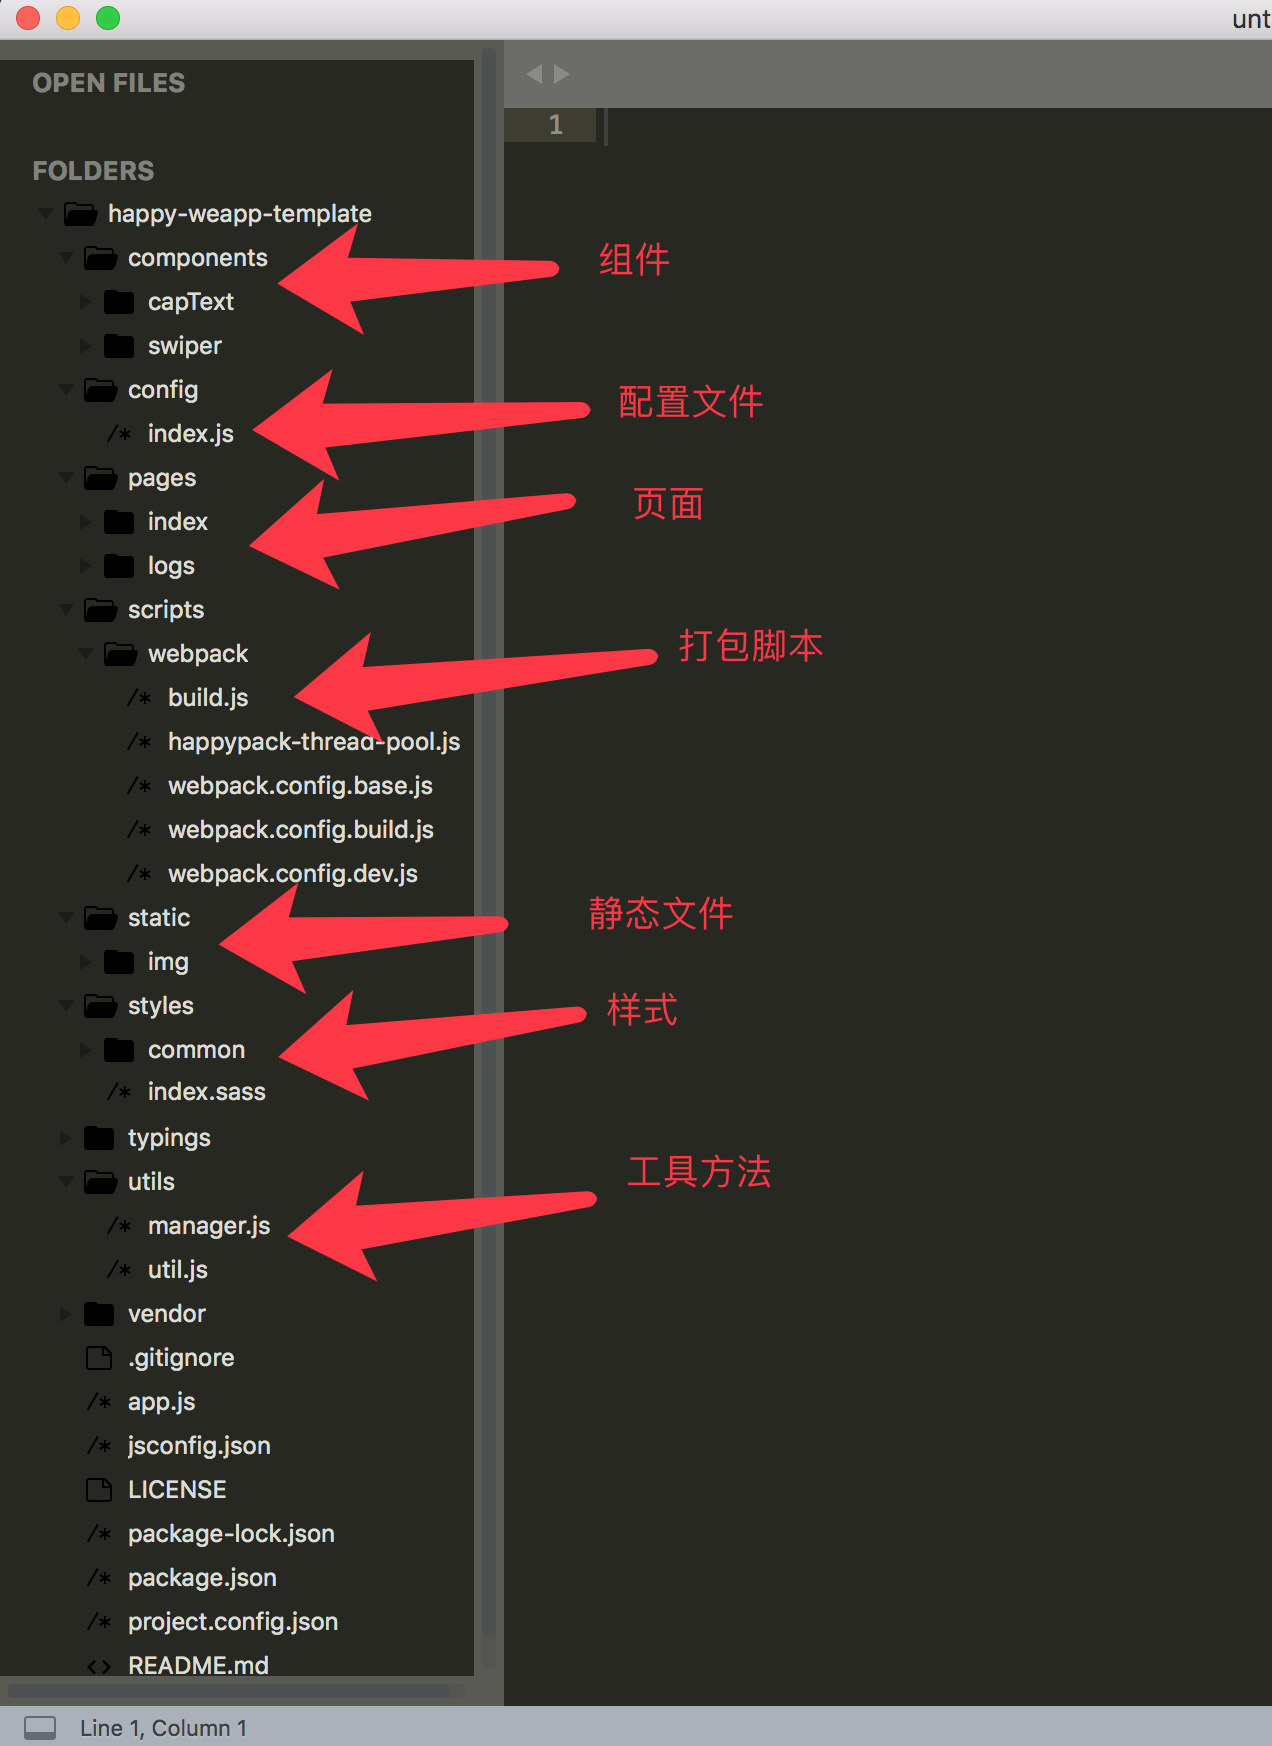 unt
OPEN FILES
1
FOLDERS
happy-weapp-template
components
组件
capText
swiper
config
配置文件
/* index.js
pages
页面
index
logs
scripts
打包脚本
webpack
/* build.js
/* happypack-thread-pool.js
/* webpack.config.base.js
/* webpack.config.build.js
/* webpack.config.dev.js
static
静态文件
img
styles
样式
common
/* index.sass
typings
utils
工具方法
/* manager.js
/* util.js
vendor
.gitignore
/* app.js
/* jsconfig.json
LICENSE
/* package-lock.json
/* package.json
/* project.config.json
<> README.md
Line 1, Column 1